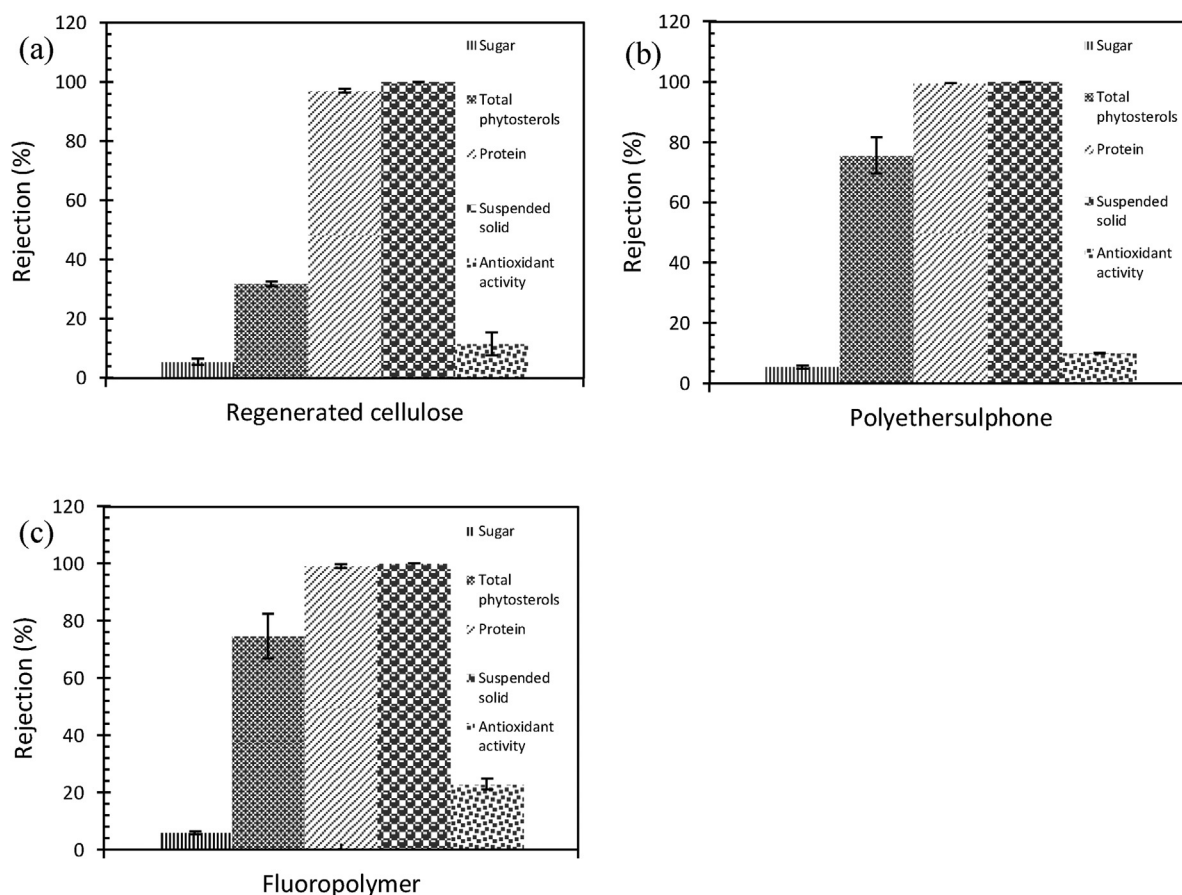 (a)
120
100
80
60
40
20
0
Rejection (%)
Sugar
Total
phytosterols
Protein
Suspended
solid
Antioxidant
activity
Regenerated cellulose
(b)
120
100
80
60
40
20
0
Rejection (%)
Sugar
Total
phytosterols
Protein
Suspended
solid
Antioxidant
activity
Polyethersulphone
(c)
120
100
80
60
40
20
0
Rejection (%)
Sugar
Total
phytosterols
Protein
Suspended
solid
Antioxidant
activity
Fluoropolymer